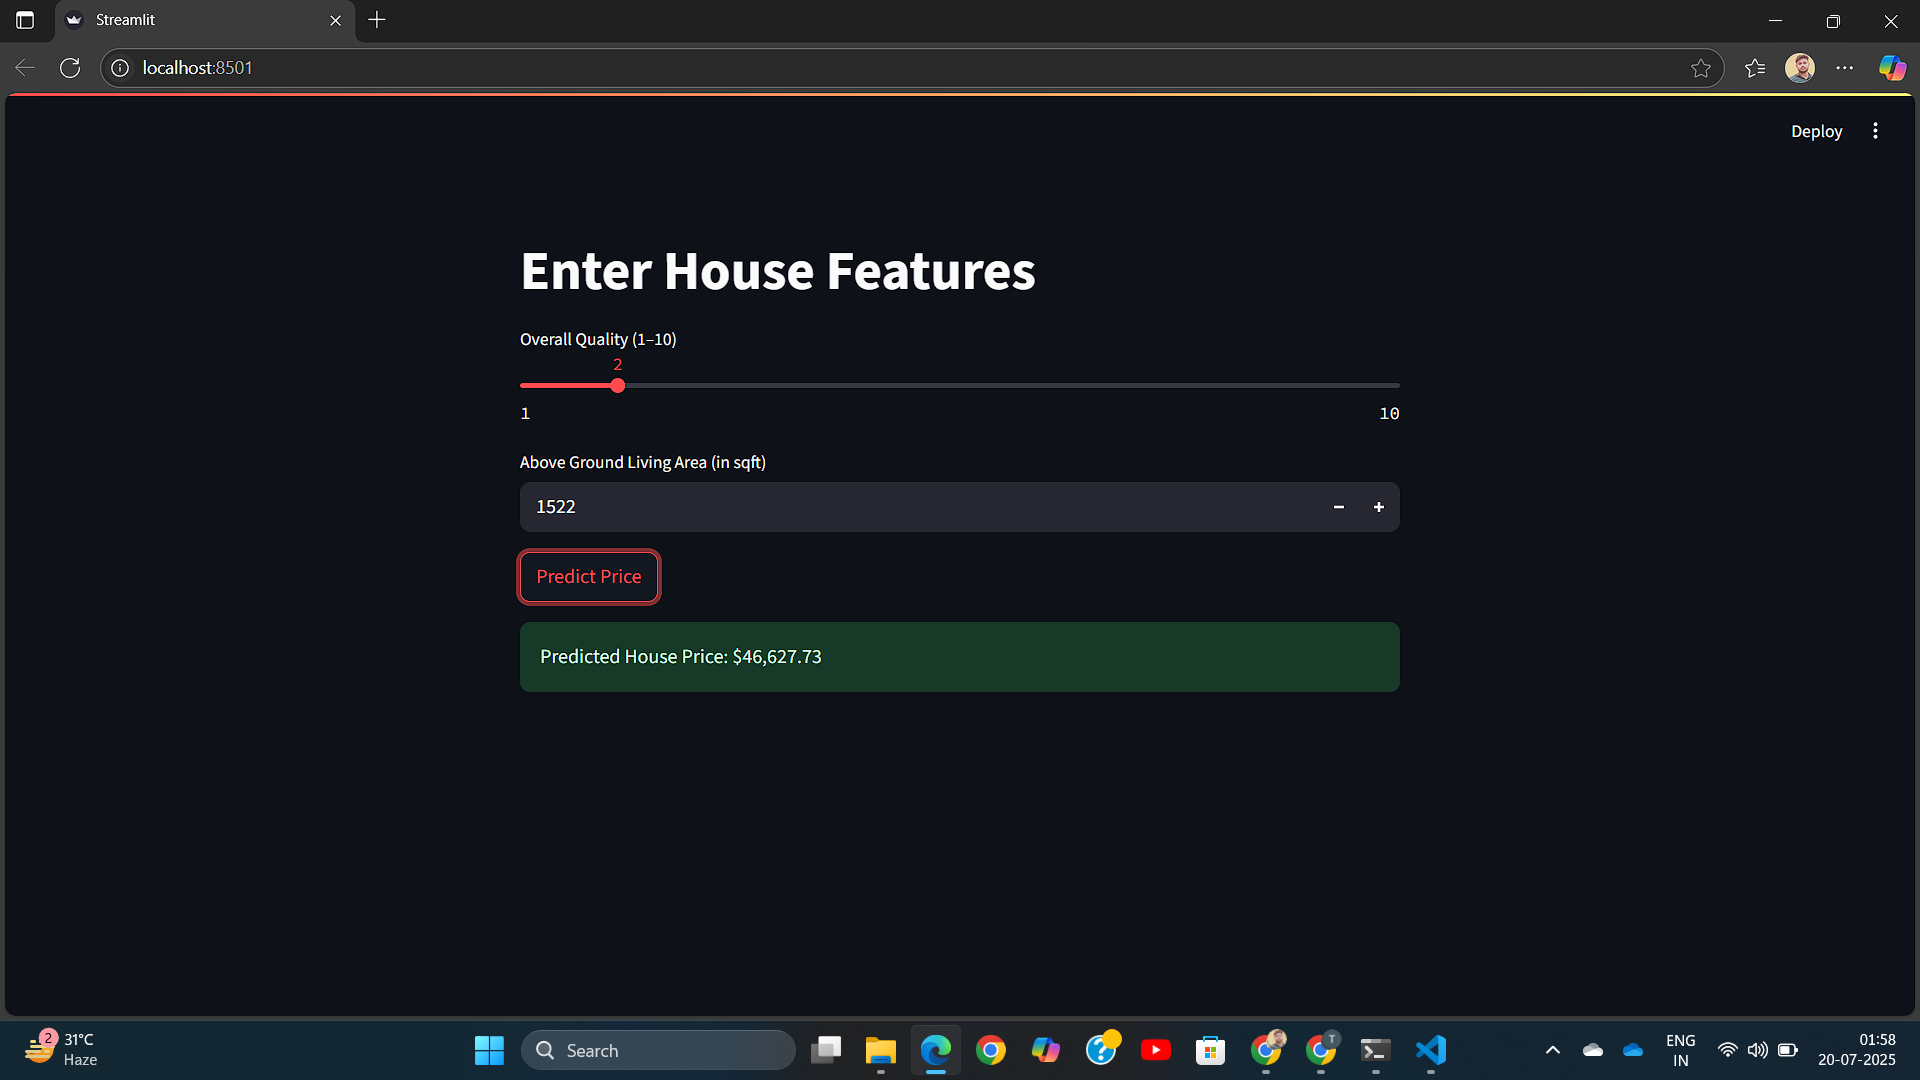 Streamlit
localhost:8501
Deploy
Enter House Features
Overall Quality (1–10)
2
1
10
Above Ground Living Area (in sqft)
1522
Predict Price
Predicted House Price: $46,627.73
2
31°C
Haze
Search
T
ENG
IN
01:58
20-07-2025